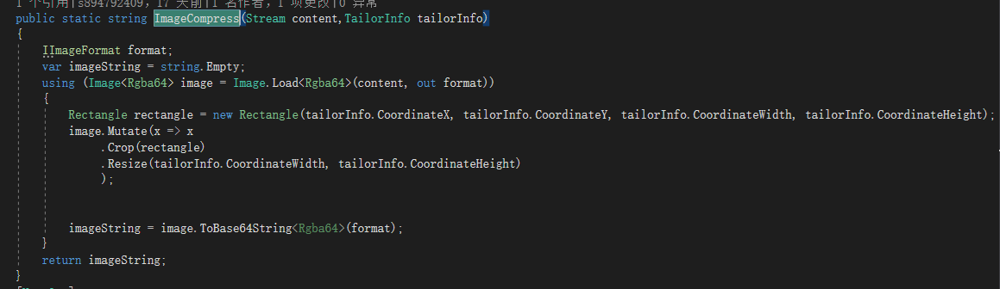 1 个引用|s894792409, 17 天前|1 名作者, 1 项更改|0 异常
public static string ImageCompress(Stream content,TailorInfo tailorInfo)
{
IImageFormat format;
var imageString = string.Empty;
using (Image<Rgba64> image = Image.Load<Rgba64>(content, out format))
{
Rectangle rectangle = new Rectangle(tailorInfo.CoordinateX, tailorInfo.CoordinateY, tailorInfo.CoordinateWidth, tailorInfo.CoordinateHeight);
image.Mutate(x => x
.Crop(rectangle)
.Resize(tailorInfo.CoordinateWidth, tailorInfo.CoordinateHeight)
);
imageString = image.ToBase64String<Rgba64>(format);
}
return imageString;
}